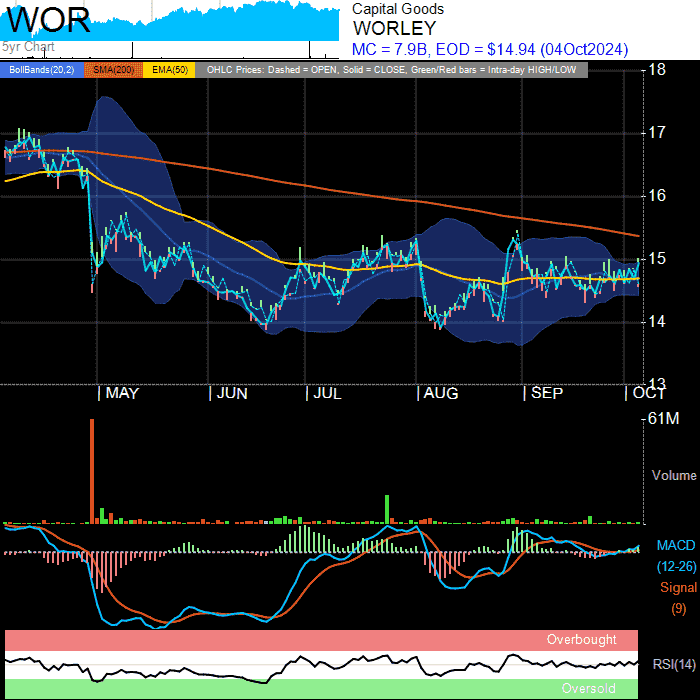 WOR
5yr Chart
Capital Goods
WORLEY
MC = 7.9B, EOD = $14.94 (04Oct2024)
BollBands(20,2) SMA(200) EMA(50) OHLC Prices: Dashed = OPEN, Solid = CLOSE, Green/Red bars = Intra-day HIGH/LOW
18
17
16
15
14
13
MAY JUN JUL AUG SEP OCT
61M
Volume
MACD
(12-26)
Signal
(9)
Overbought
RSI(14)
Oversold